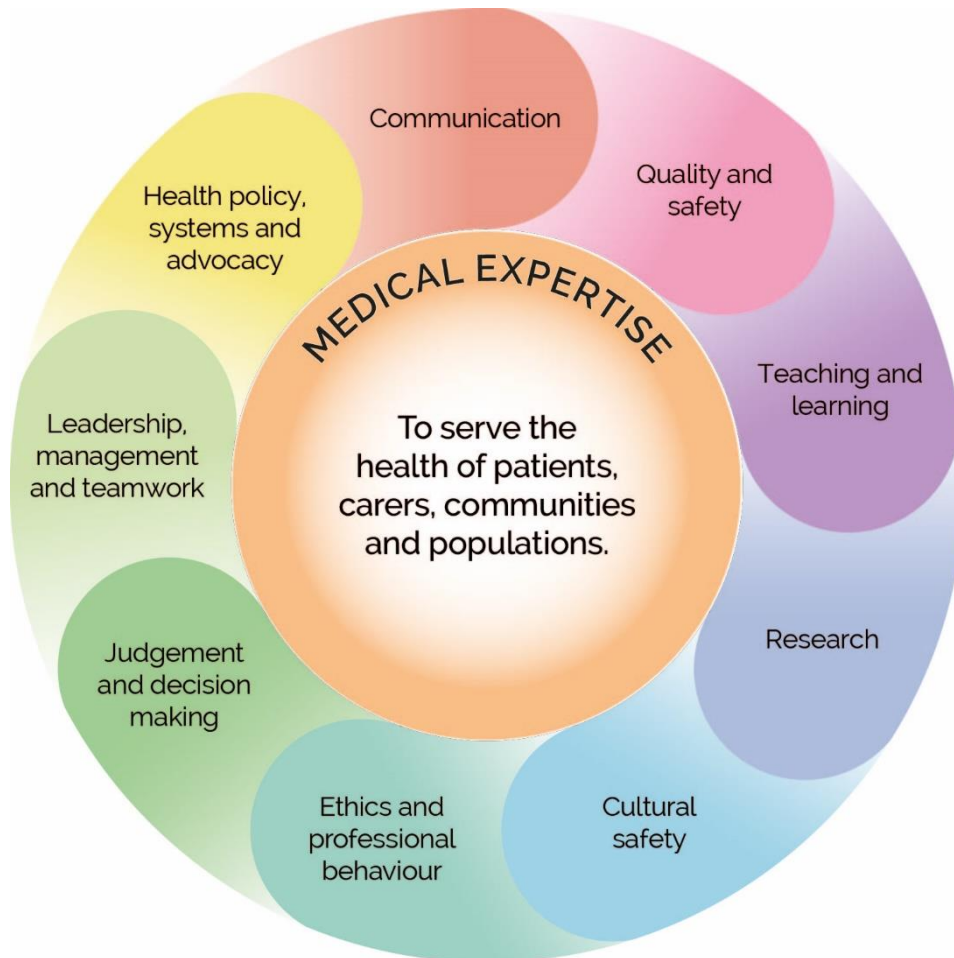 Communication
Quality and
safety
Teaching and
learning
Research
Cultural
safety
Ethics and
professional
behaviour
Judgement
and decision
making
Leadership,
management
and teamwork
Health policy,
systems and
advocacy
MEDICAL EXPERTISE
To serve the
health of patients,
carers, communities
and populations.